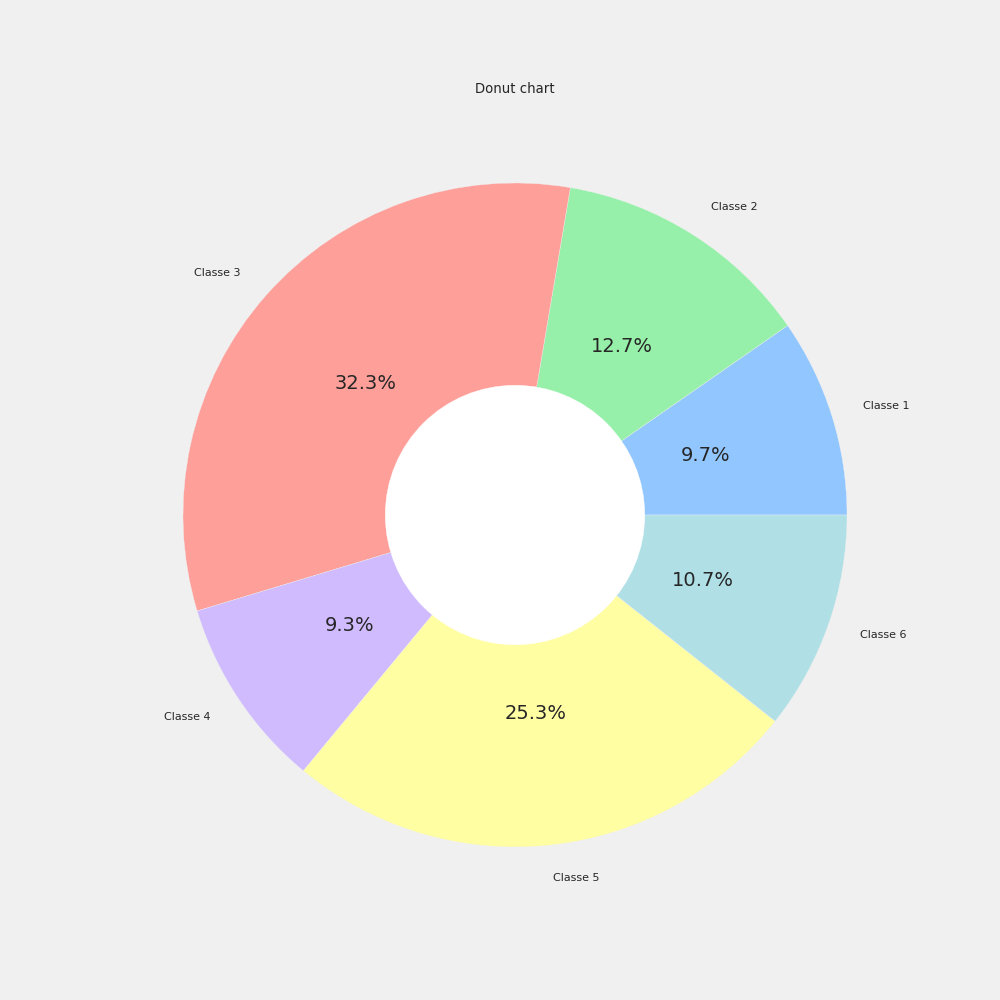 Donut chart
Classe 2
Classe 3
12.7%
32.3%
Classe 1
9.7%
10.7%
9.3%
Classe 6
25.3%
Classe 4
Classe 5